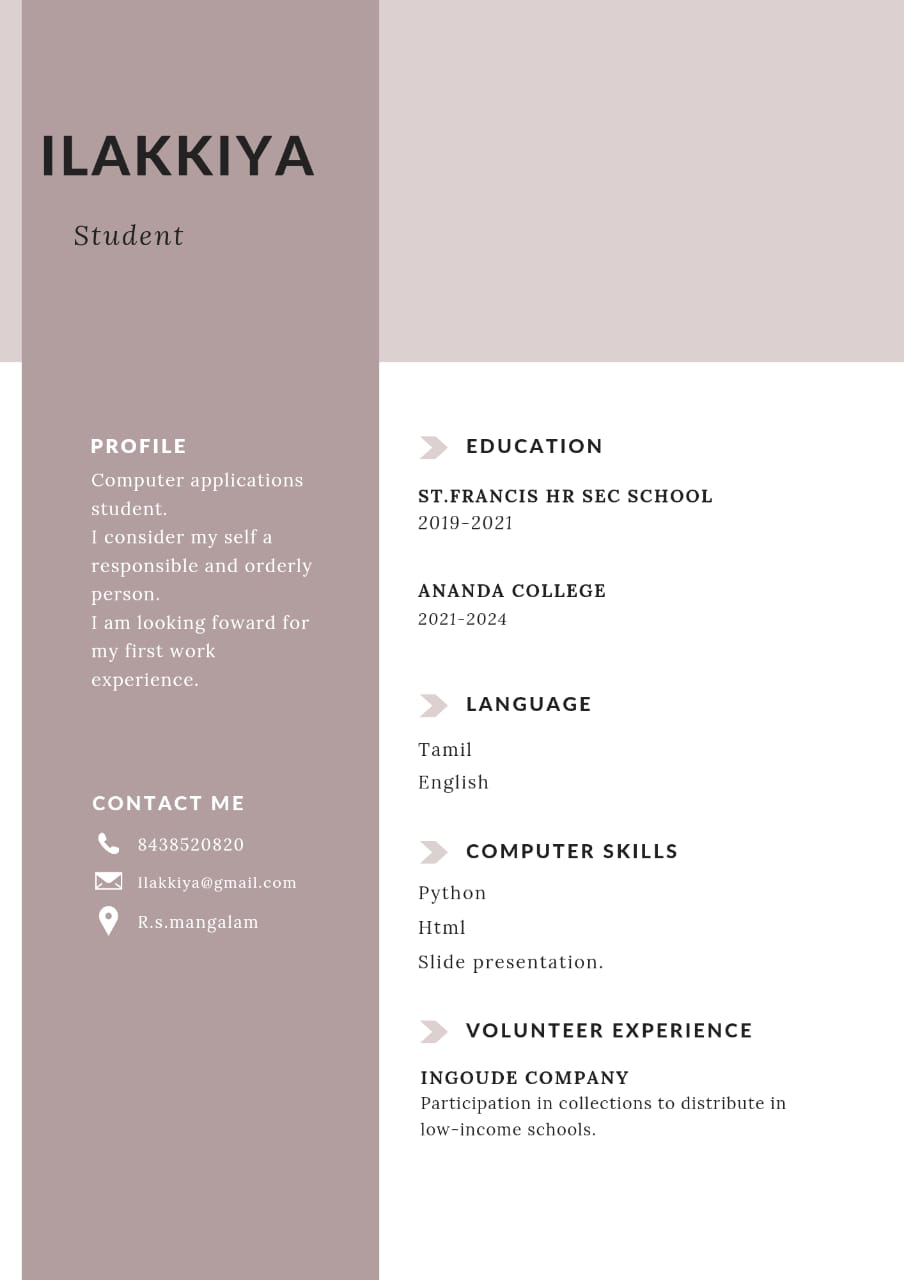 ILAKKIYA
Student
PROFILE
Computer applications
student.
I consider my self a
responsible and orderly
person.
I am looking foward for
my first work
experience.
CONTACT ME
8438520820
Ilakkiya@gmail.com
R.s.mangalam
EDUCATION
ST.FRANCIS HR SEC SCHOOL
2019-2021
ANANDA COLLEGE
2021-2024
LANGUAGE
Tamil
English
COMPUTER SKILLS
Python
Html
Slide presentation.
VOLUNTEER EXPERIENCE
INGOUDE COMPANY
Participation in collections to distribute in
low-income schools.